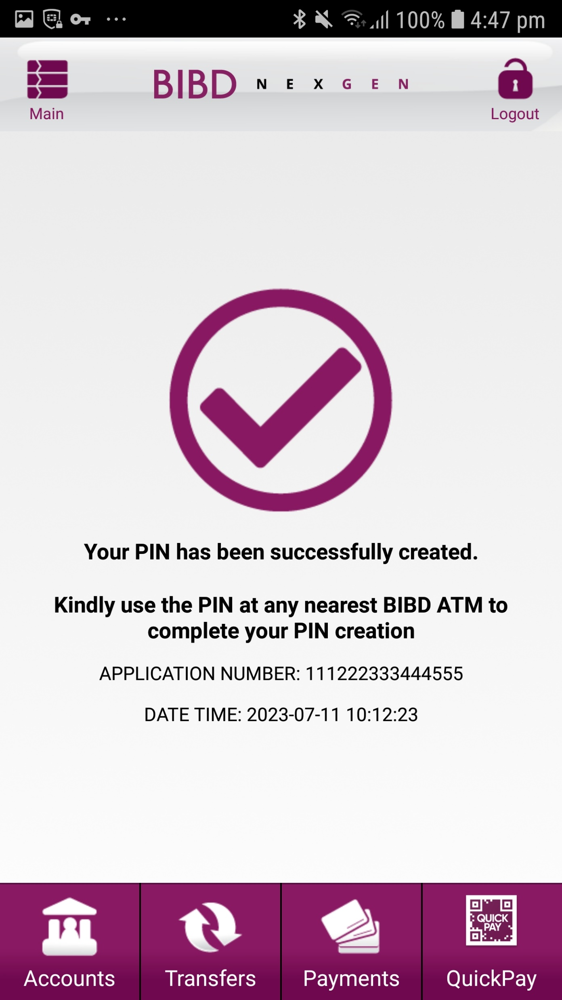 100% 4:47 pm
BIBD NEXGEN
Main
Logout
Your PIN has been successfully created.
Kindly use the PIN at any nearest BIBD ATM to
complete your PIN creation
APPLICATION NUMBER: 111222333444555
DATE TIME: 2023-07-11 10:12:23
QUICK
PAY
Accounts
Transfers
Payments
QuickPay